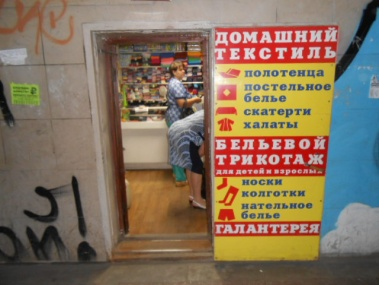 ДОМАШНИЙ
ТЕКСТИЛЬ
полотенца
постельное
белье
скатерти
халаты
БЕЛЬЕВОЙ
ТРИКОТАЖ
для детей и взрослых
носки
колготки
нательное
белье
ГАЛАНТЕРЕЯ